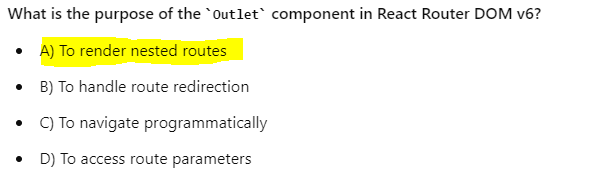 What is the purpose of the `Outlet` component in React Router DOM v6?
• A) To render nested routes
• B) To handle route redirection
• C) To navigate programmatically
• D) To access route parameters